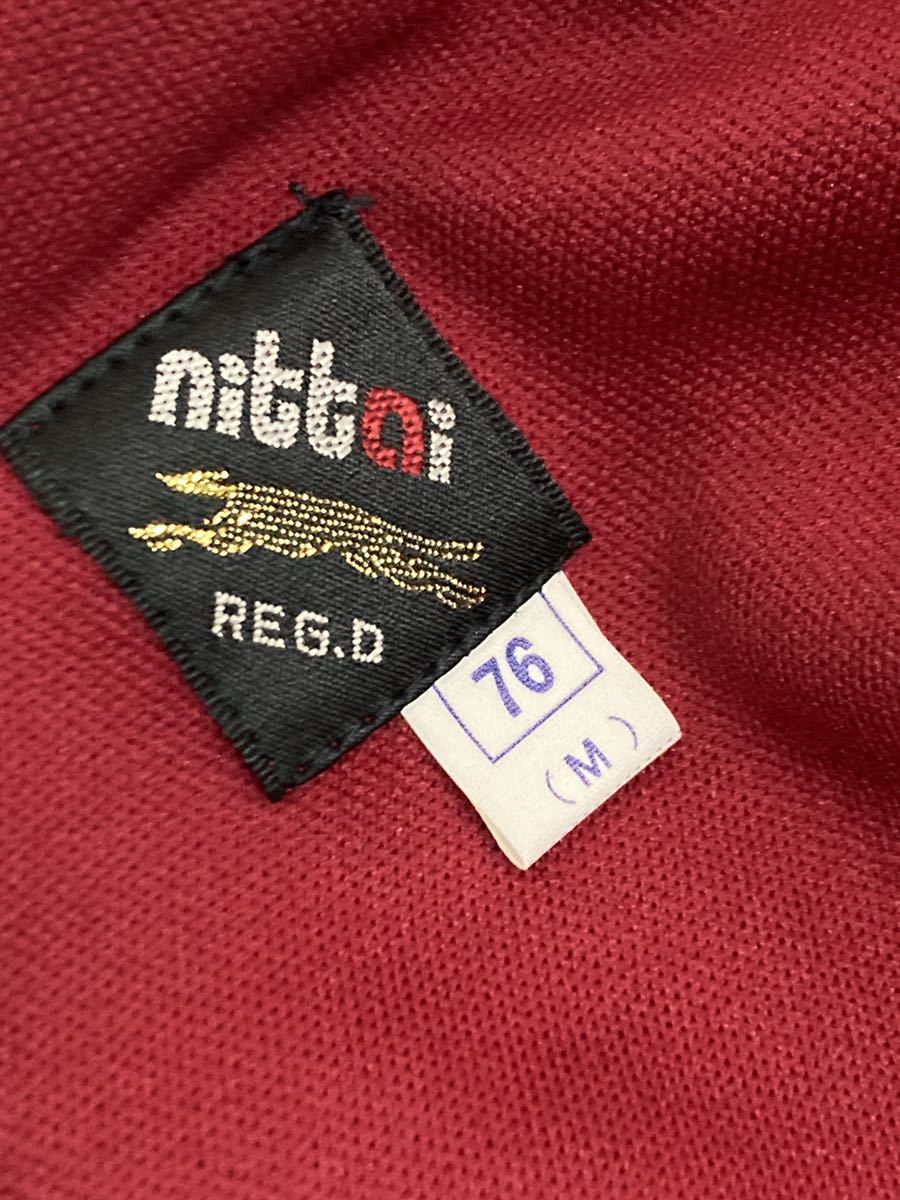 nittai
REG.D
76
(M)